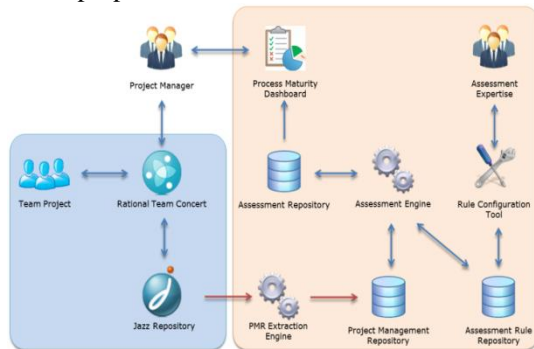 Project Manager
Process Maturity
Dashboard
Assessment
Expertise
Team Project
Rational Team Concert
Assessment Repository
Assessment Engine
Rule Configuration
Tool
Jazz Repository
PMR Extraction
Engine
Project Management
Repository
Assessment Rule
Repository